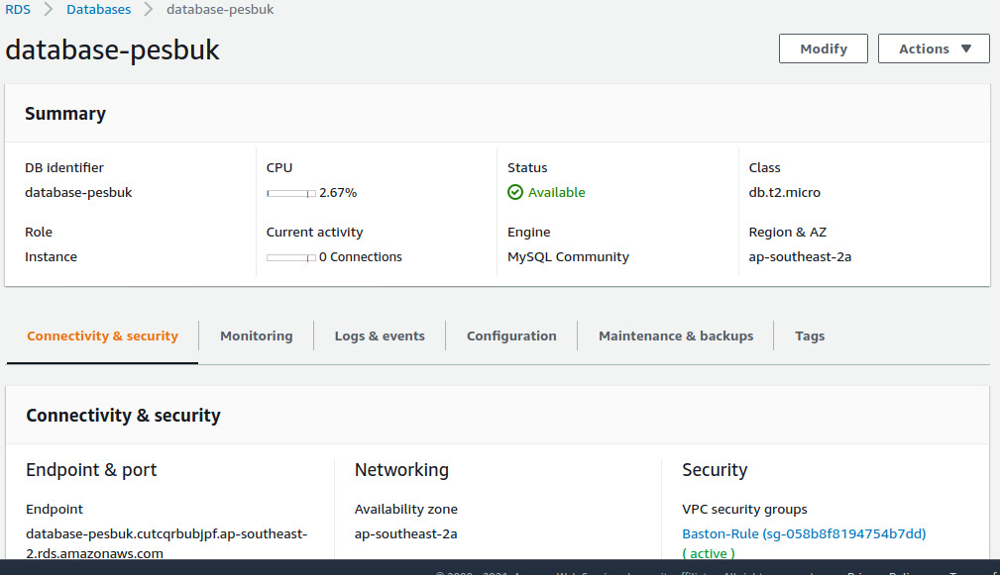 RDS Databases database-pesbuk
database-pesbuk
Modify
Actions
Summary
DB identifier
database-pesbuk
CPU
2.67%
Status
Available
Class
db.t2.micro
Role
Instance
Current activity
0 Connections
Engine
MySQL Community
Region & AZ
ap-southeast-2a
Connectivity & security
Monitoring
Logs & events
Configuration
Maintenance & backups
Tags
Connectivity & security
Endpoint & port
Endpoint
database-pesbuk.cutcqrbubjpf.ap-southeast-
2.rds.amazonaws.com
Networking
Availability zone
ap-southeast-2a
Security
VPC security groups
Baston-Rule (sg-058b8f8194754b7dd)
( active )